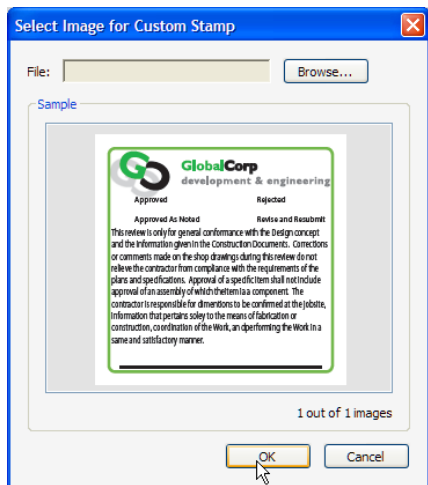 Select Image for Custom Stamp
File:
Browse...
Sample
GlobalCorp
development & engineering
Approved Rejected
Approved As Noted Revise and Resubmit
This review is only for general conformance with the Design concept
and the information given in the Construction Documents. Corrections
or comments made on the shop drawings during this review do not
relieve the contractor from compliance with the requirements of the
plans and specifications. Approval of a specific item shall not include
approval of an assembly of which theitem is a component. The
contractor is responsible for dimentions to be confirmed at the jobsite,
information that pertains soley to the means of fabrication or
construction, coordination of the Work, an dperforming the Work in a
same and satisfactory manner.
1 out of 1 images
OK
Cancel